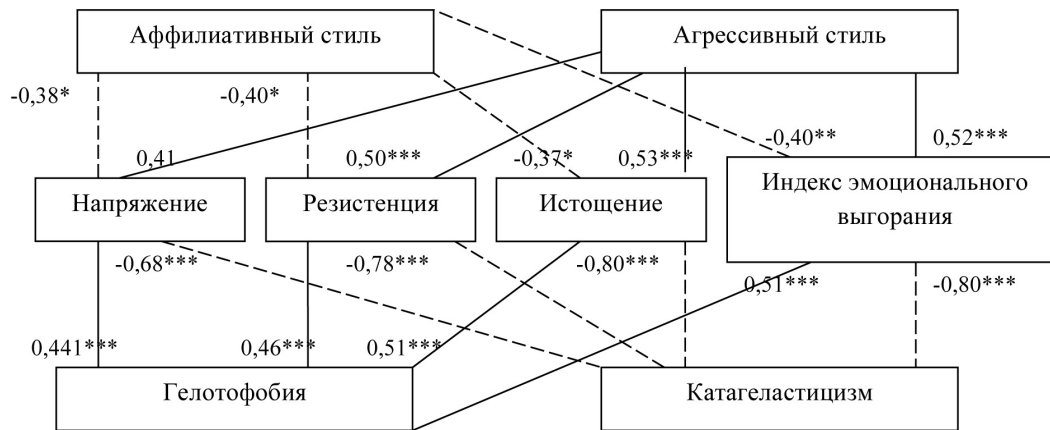 Аффилиативный стиль
Агрессивный стиль
-0,38*
-0,40*
-0,40**
0,52***
0,41
0,50***
-0,37*
0,53***
Напряжение
Резистенция
Истощение
Индекс эмоционального
выгорания
-0,68***
-0,78***
-0,80***
0,51***
-0,80***
0,441***
0,46***
0,51***
Гелотофобия
Катагеластицизм